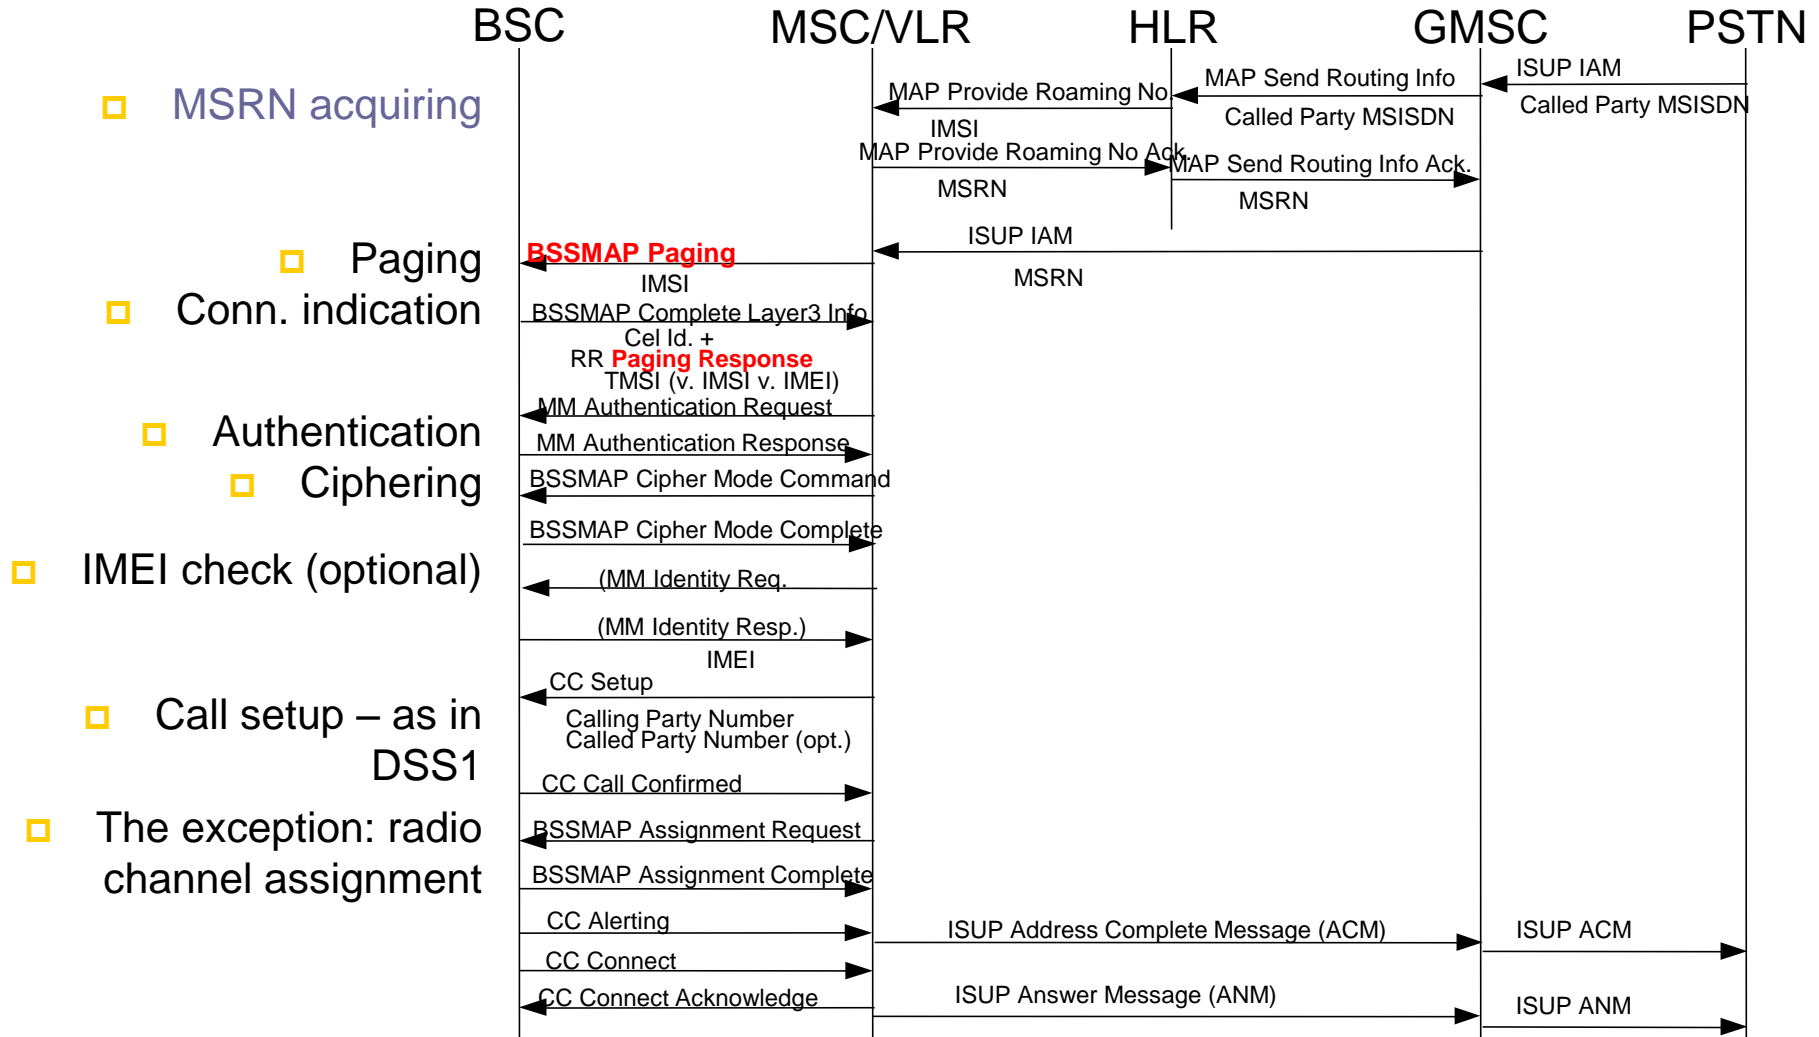 BSC MSC/VLR HLR GMSC PSTN
ISUP IAM
MAP Send Routing Info
MAP Provide Roaming No.
MSRN acquiring
Called Party MSISDN
Called Party MSISDN
IMSI
MAP Provide Roaming No Ack.
MAP Send Routing Info Ack.
MSRN
MSRN
ISUP IAM
Paging
BSSMAP Paging
MSRN
IMSI
Conn. indication
BSSMAP Complete Layer3 Info
Cel Id. +
RR Paging Response
TMSI (v. IMSI v. IMEI)
MM Authentication Request
Authentication
MM Authentication Response
Ciphering
BSSMAP Cipher Mode Command
BSSMAP Cipher Mode Complete
IMEI check (optional)
(MM Identity Req.
(MM Identity Resp.)
IMEI
CC Setup
Call setup – as in
DSS1
Calling Party Number
Called Party Number (opt.)
CC Call Confirmed
The exception: radio
channel assignment
BSSMAP Assignment Request
BSSMAP Assignment Complete
CC Alerting
ISUP Address Complete Message (ACM)
ISUP ACM
CC Connect
CC Connect Acknowledge
ISUP Answer Message (ANM)
ISUP ANM